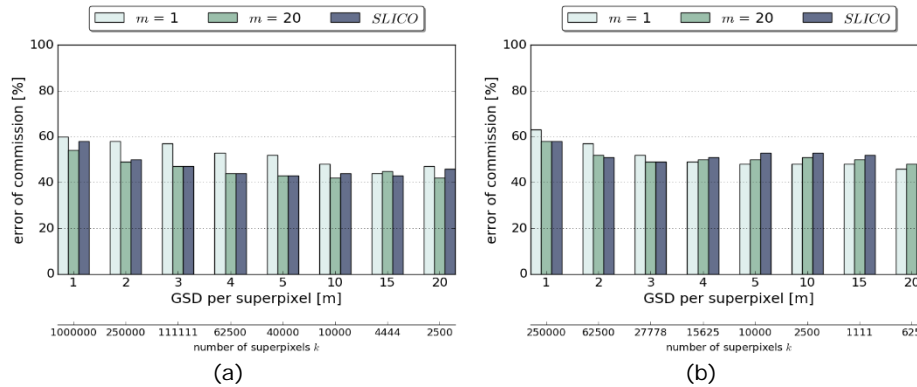 m = 1 m = 20 SLICO
100
80
60
40
20
0
error of commission [%]
1 2 3 4 5 10 15 20
GSD per superpixel [m]
1000000 250000 111111 62500 40000 10000 4444 2500
number of superpixels k
(a)
m = 1 m = 20 SLICO
100
80
60
40
20
0
error of commission [%]
1 2 3 4 5 10 15 20
GSD per superpixel [m]
250000 62500 27778 15625 10000 2500 1111 625
number of superpixels k
(b)